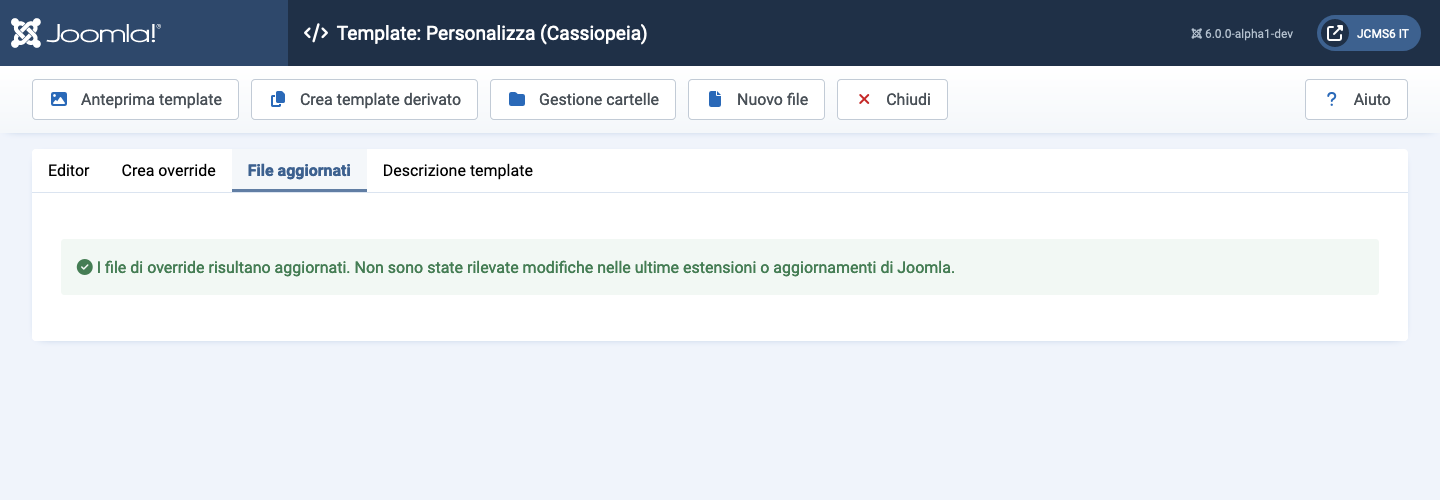 Joomla!®
Template: Personalizza (Cassiopeia)
6.0.0-alpha1-dev
JCMS6 IT
Anteprima template
Crea template derivato
Gestione cartelle
Nuovo file
Chiudi
? Aiuto
Editor
Crea override
File aggiornati
Descrizione template
I file di override risultano aggiornati. Non sono state rilevate modifiche nelle ultime estensioni o aggiornamenti di Joomla.